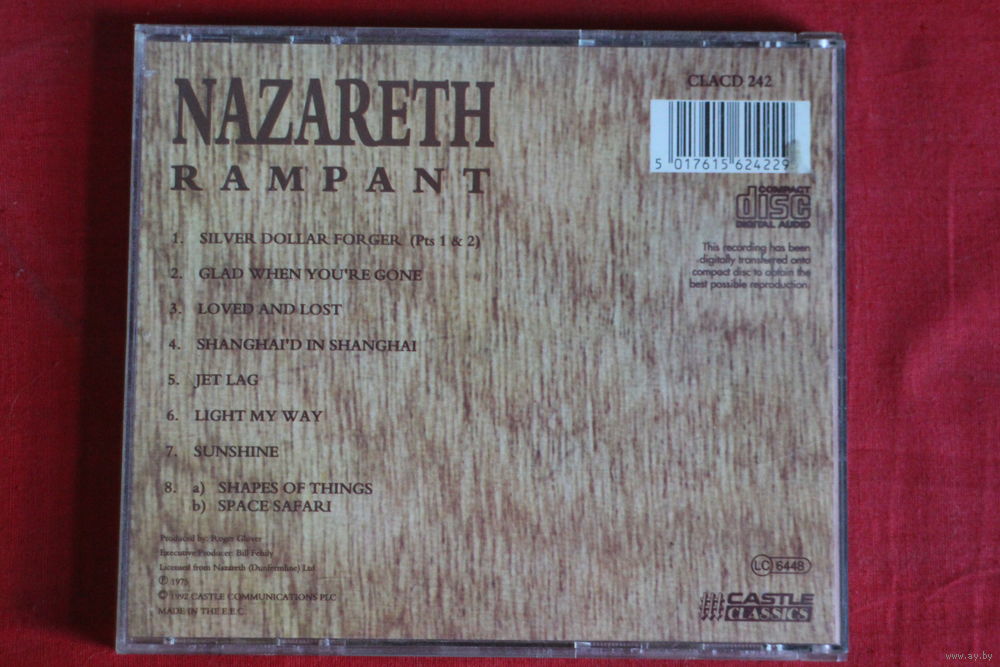 NAZARETH
RAMPANT
1. SILVER DOLLAR FORGER (Pts 1 & 2)
2. GLAD WHEN YOU'RE GONE
3. LOVED AND LOST
4. SHANGHAI'D IN SHANGHAI
5. JET LAG
6. LIGHT MY WAY
7. SUNSHINE
8. a) SHAPES OF THINGS
b) SPACE SAFARI
Produced by: Roger Glover
Executive Producer: Bill Fehily
Licensed from Nazareth (Dunfermline) Ltd
℗ 1975
© 1992 CASTLE COMMUNICATIONS PLC
MADE IN THE E.E.C.
CLACD 242
5 017615 624229
COMPACT
disc
DIGITAL AUDIO
This recording has been
digitally transferred onto
compact disc to obtain the
best possible reproduction.
LC 6448
CASTLE
CLASSICS
www.ay.by